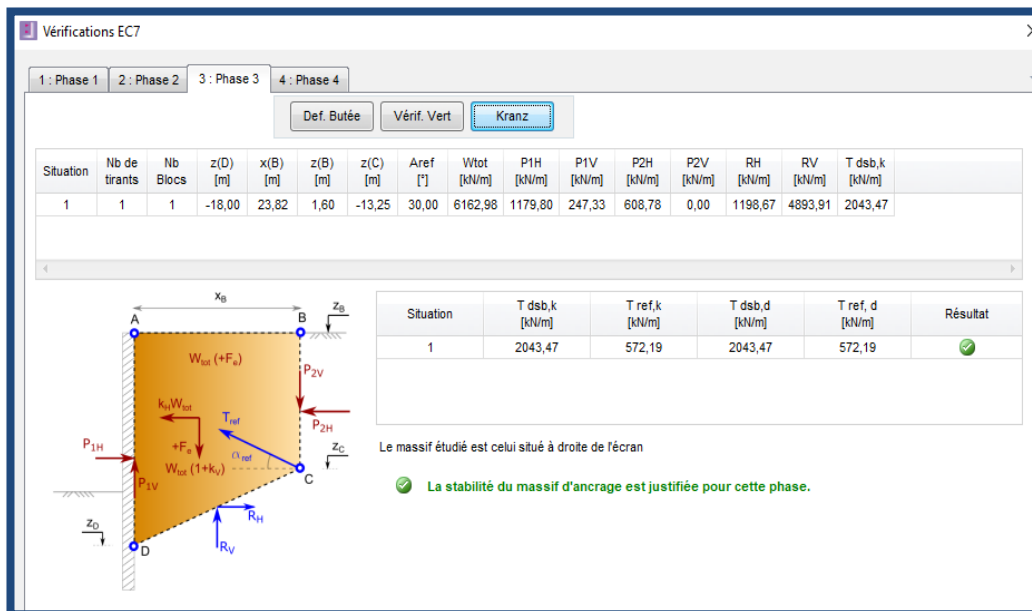 Vérifications EC7
1 : Phase 1 2 : Phase 2 3 : Phase 3 4 : Phase 4
Def. Butée Vérif. Vert Kranz
Situation Nb de tirants Nb Blocs z(D) [m] x(B) [m] z(B) [m] z(C) [m] Aref [°] Wtot [kN/m] P1H [kN/m] P1V [kN/m] P2H [kN/m] P2V [kN/m] RH [kN/m] RV [kN/m] T dsb,k [kN/m]
1 1 1 -18,00 23,82 1,60 -13,25 30,00 6162,98 1179,80 247,33 608,78 0,00 1198,67 4893,91 2043,47
xB
zB
A B
Wtot (+Fe)
P2V
kHWtot
Tref
P2H
P1H
+Fe
αref
zC
Wtot (1+kV)
C
P1V
RH
zD
D
RV
Situation T dsb,k [kN/m] T ref,k [kN/m] T dsb,d [kN/m] T ref, d [kN/m] Résultat
1 2043,47 572,19 2043,47 572,19
Le massif étudié est celui situé à droite de l'écran
La stabilité du massif d'ancrage est justifiée pour cette phase.